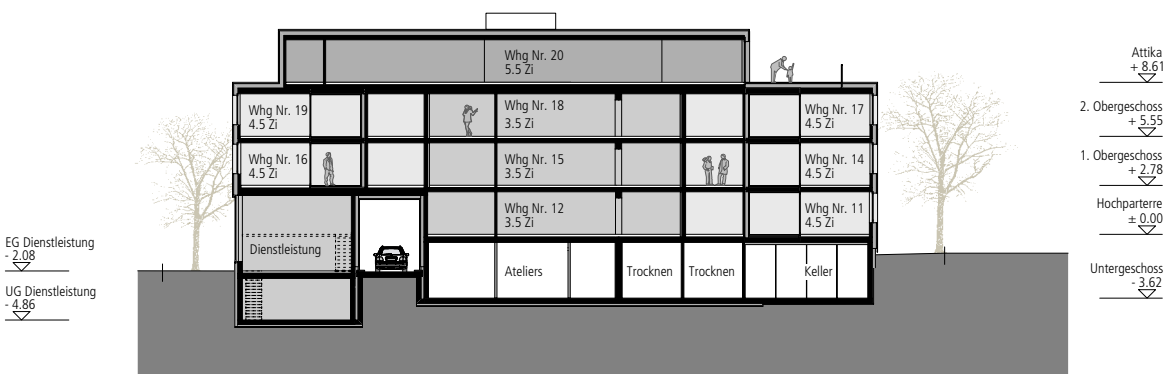 Whg Nr. 20
5.5 Zi
Whg Nr. 19
4.5 Zi
Whg Nr. 18
3.5 Zi
Whg Nr. 17
4.5 Zi
Whg Nr. 16
4.5 Zi
Whg Nr. 15
3.5 Zi
Whg Nr. 14
4.5 Zi
Whg Nr. 12
3.5 Zi
Whg Nr. 11
4.5 Zi
Dienstleistung
Ateliers
Trocknen
Trocknen
Keller
EG Dienstleistung
- 2.08
UG Dienstleistung
- 4.86
Attika
+ 8.61
2. Obergeschoss
+ 5.55
1. Obergeschoss
+ 2.78
Hochparterre
± 0.00
Untergeschoss
- 3.62